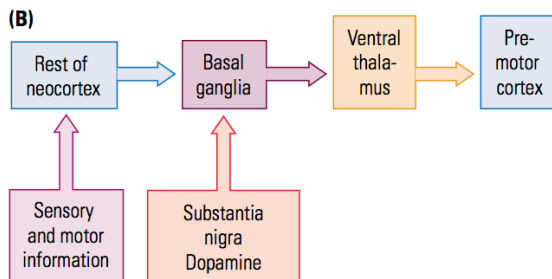 (B)
Rest of
neocortex
Basal
ganglia
Ventral
thala-
mus
Pre-
motor
cortex
Sensory
and motor
information
Substantia
nigra
Dopamine